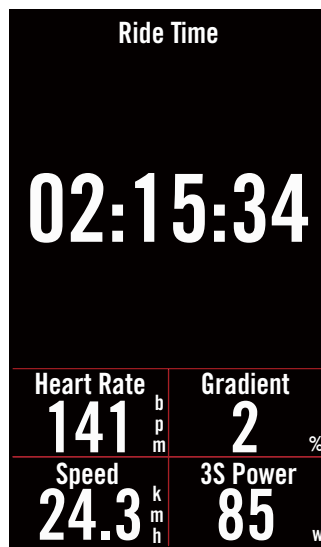 Ride Time
02:15:34
Heart Rate Gradient
141 bpm 2 %
Speed 3S Power
24.3 kmh 85 w